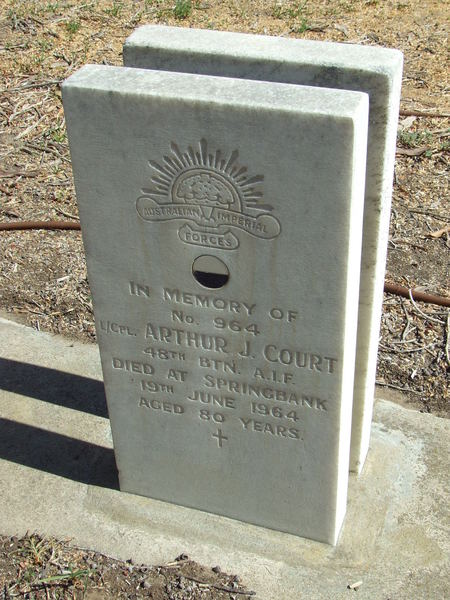 AUSTRALIAN IMPERIAL
FORCES
IN MEMORY OF
No. 964
L/CPL. ARTHUR J. COURT
48TH BTN. A.I.F.
DIED AT SPRINGBANK
19TH JUNE 1964
AGED 80 YEARS.